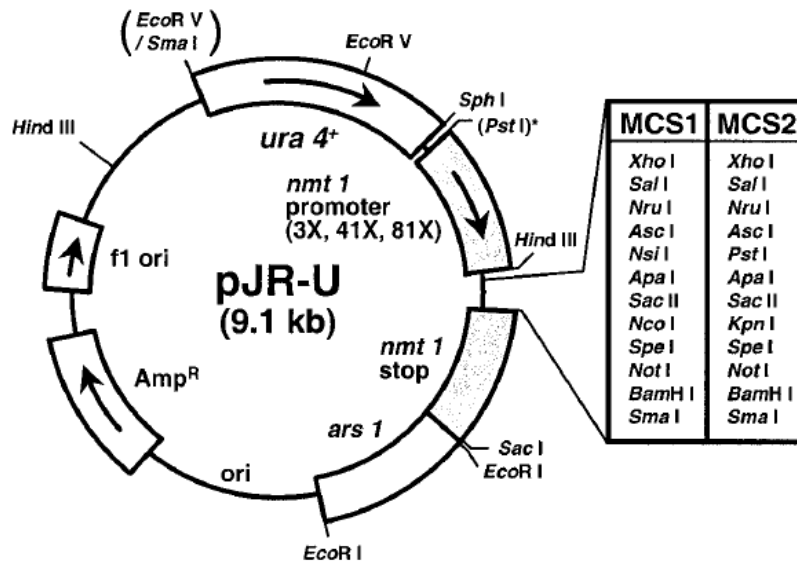 (EcoR V
/ Sma I)
EcoR V
Sph I
(Pst I)*
Hind III
ura 4+
nmt 1
promoter
(3X, 41X, 81X)
Hind III
f1 ori
pJR-U
(9.1 kb)
nmt 1
stop
AmpR
ars 1
Sac I
EcoR I
ori
EcoR I
MCS1 MCS2
Xho I Xho I
Sal I Sal I
Nru I Nru I
Asc I Asc I
Nsi I Pst I
Apa I Apa I
Sac II Sac II
Nco I Kpn I
Spe I Spe I
Not I Not I
BamH I BamH I
Sma I Sma I